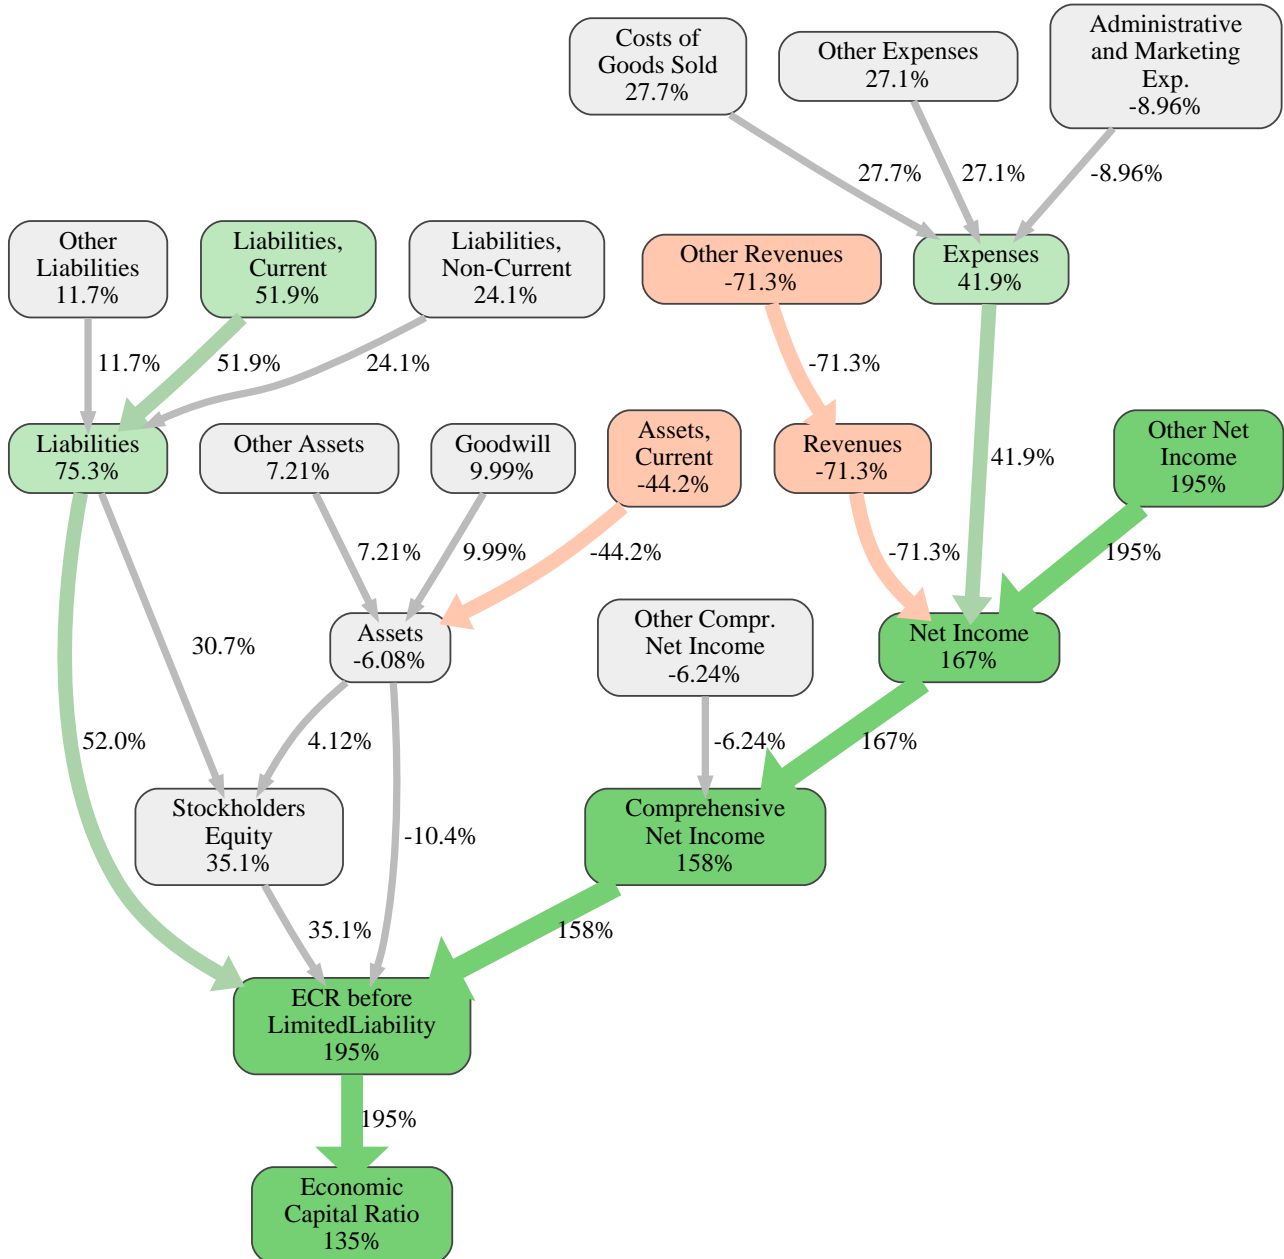 Costs of
Goods Sold
27.7%
Other Expenses
27.1%
Administrative
and Marketing
Exp.
-8.96%
27.7%
27.1%
-8.96%
Other
Liabilities
11.7%
Liabilities,
Current
51.9%
Liabilities,
Non-Current
24.1%
Other Revenues
-71.3%
Expenses
41.9%
11.7%
51.9%
24.1%
-71.3%
Liabilities
75.3%
Other Assets
7.21%
Goodwill
9.99%
Assets,
Current
-44.2%
Revenues
-71.3%
41.9%
Other Net
Income
195%
7.21%
9.99%
-44.2%
-71.3%
195%
30.7%
Assets
-6.08%
Other Compr.
Net Income
-6.24%
Net Income
167%
52.0%
4.12%
-6.24%
167%
Stockholders
Equity
35.1%
-10.4%
Comprehensive
Net Income
158%
35.1%
158%
ECR before
LimitedLiability
195%
195%
Economic
Capital Ratio
135%